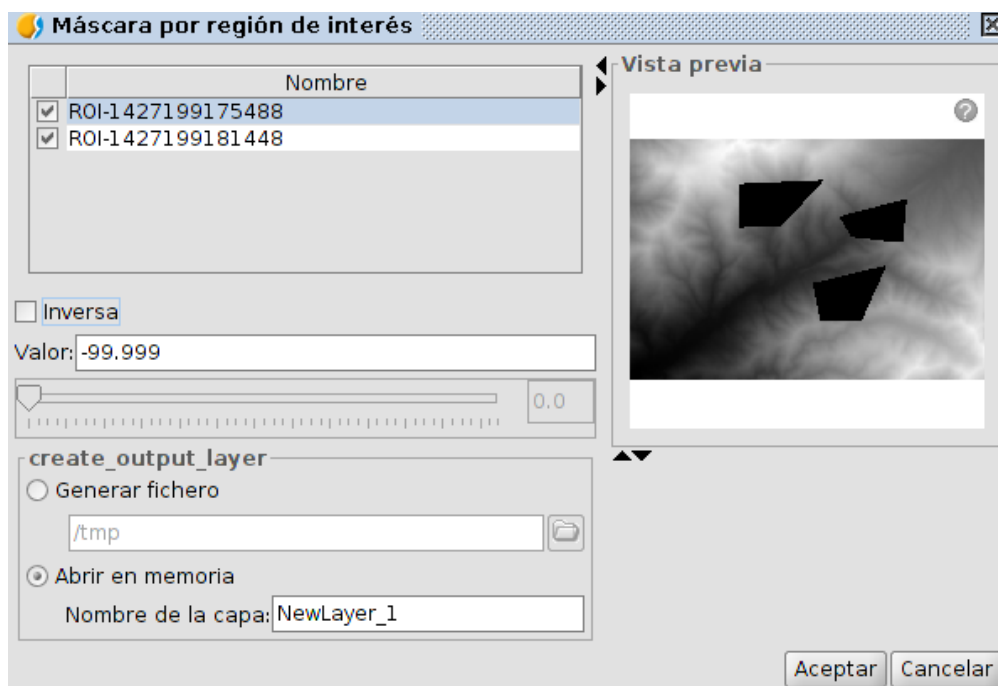 Máscara por región de interés
Nombre
ROI-1427199175488
ROI-1427199181448
Inversa
Valor: -99.999
0.0
create_output_layer
Generar fichero
/tmp
Abrir en memoria
Nombre de la capa: NewLayer_1
Vista previa
?
Aceptar Cancelar